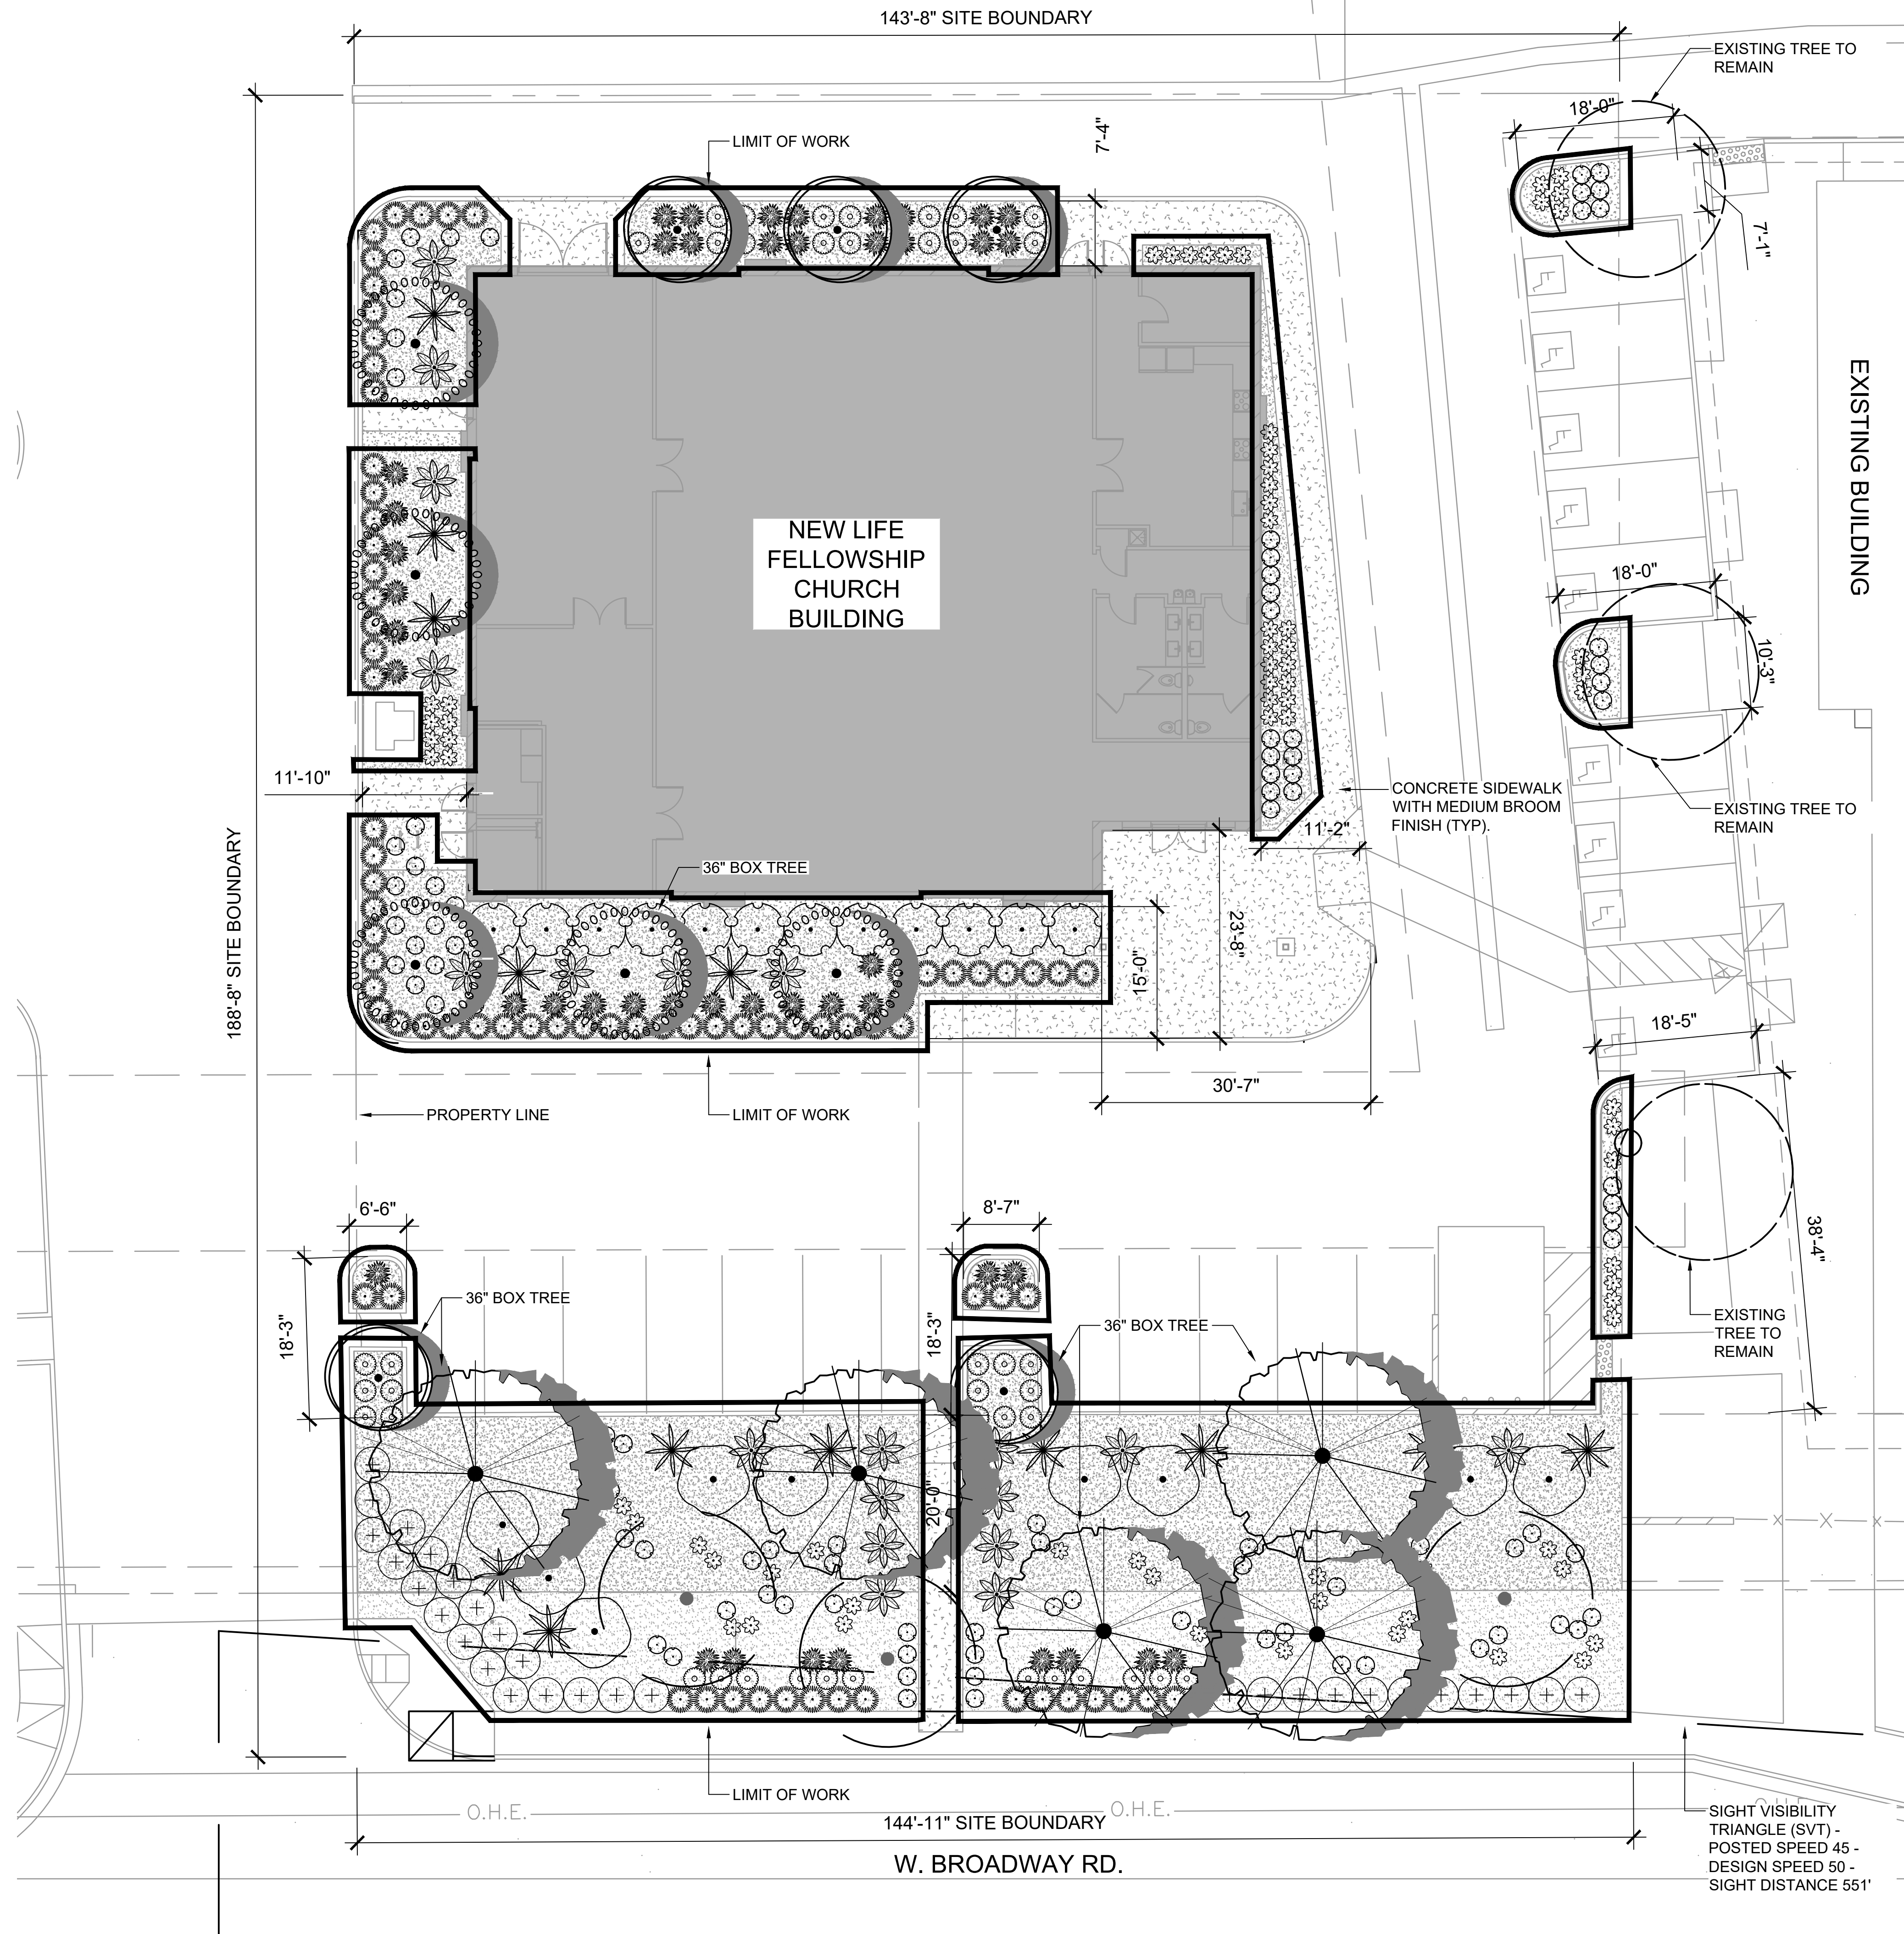 143'-8" SITE BOUNDARY
EXISTING TREE TO
REMAIN
18'-0"
LIMIT OF WORK
7'-4"
7'-1"
EXISTING BUILDING
NEW LIFE
FELLOWSHIP
CHURCH
BUILDING
18'-0"
10'-3"
11'-10"
CONCRETE SIDEWALK
WITH MEDIUM BROOM
FINISH (TYP).
EXISTING TREE TO
REMAIN
11'-2"
36" BOX TREE
188'-8" SITE BOUNDARY
23'-8"
15'-0"
18'-5"
30'-7"
PROPERTY LINE
LIMIT OF WORK
6'-6"
8'-7"
38'-4"
36" BOX TREE
18'-3"
18'-3"
36" BOX TREE
EXISTING
TREE TO
REMAIN
20'-0"
LIMIT OF WORK
O.H.E.
O.H.E.
O.H.E.
144'-11" SITE BOUNDARY
W. BROADWAY RD.
SIGHT VISIBILITY
TRIANGLE (SVT) -
POSTED SPEED 45 -
DESIGN SPEED 50 -
SIGHT DISTANCE 551'